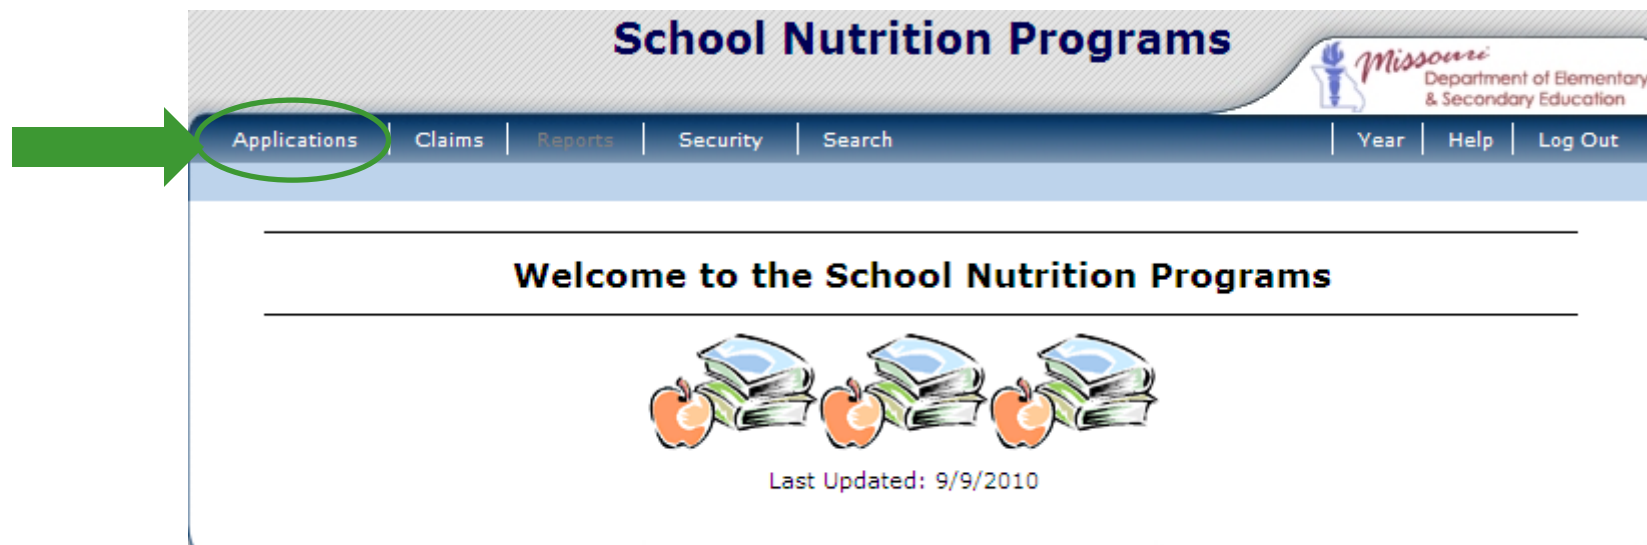 School Nutrition Programs
Missouri
Department of Elementary
& Secondary Education
Applications Claims Reports Security Search Year Help Log Out
Welcome to the School Nutrition Programs
Last Updated: 9/9/2010